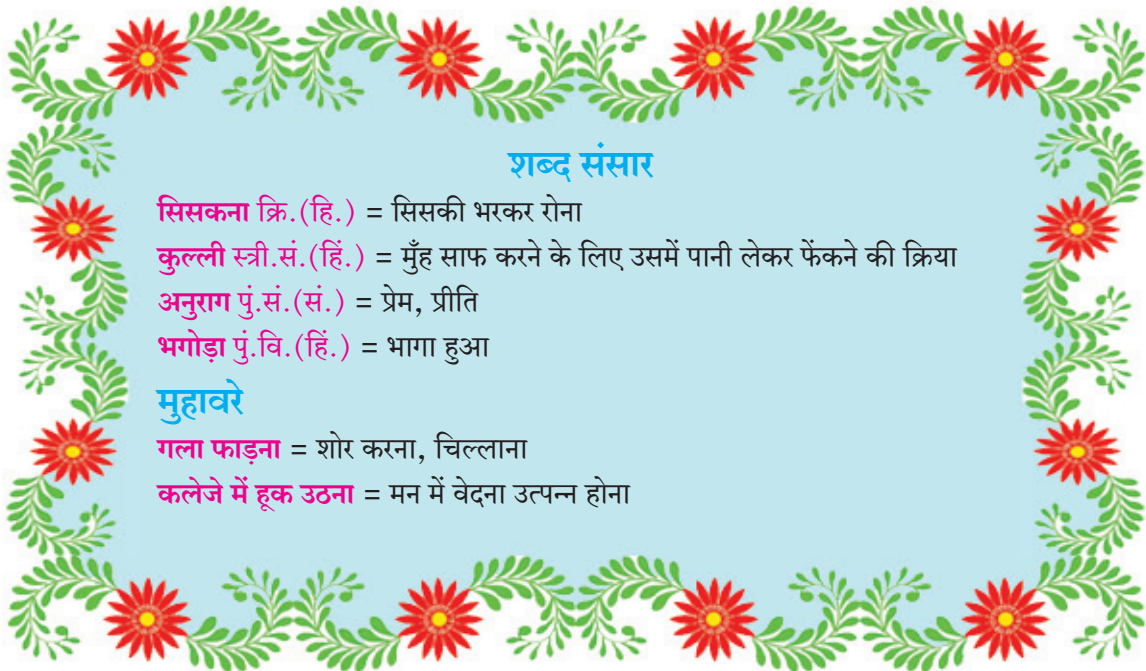 शब्द संसार
सिसकना क्रि.(हि.) = सिसकी भरकर रोना
कुल्ली स्त्री.सं.(हिं.) = मुँह साफ करने के लिए उसमें पानी लेकर फेंकने की क्रिया
अनुराग पुं.सं.(सं.) = प्रेम, प्रीति
भगोड़ा पुं.वि.(हिं.) = भागा हुआ
मुहावरे
गला फाड़ना = शोर करना, चिल्लाना
कलेजे में हूक उठना = मन में वेदना उत्पन्न होना